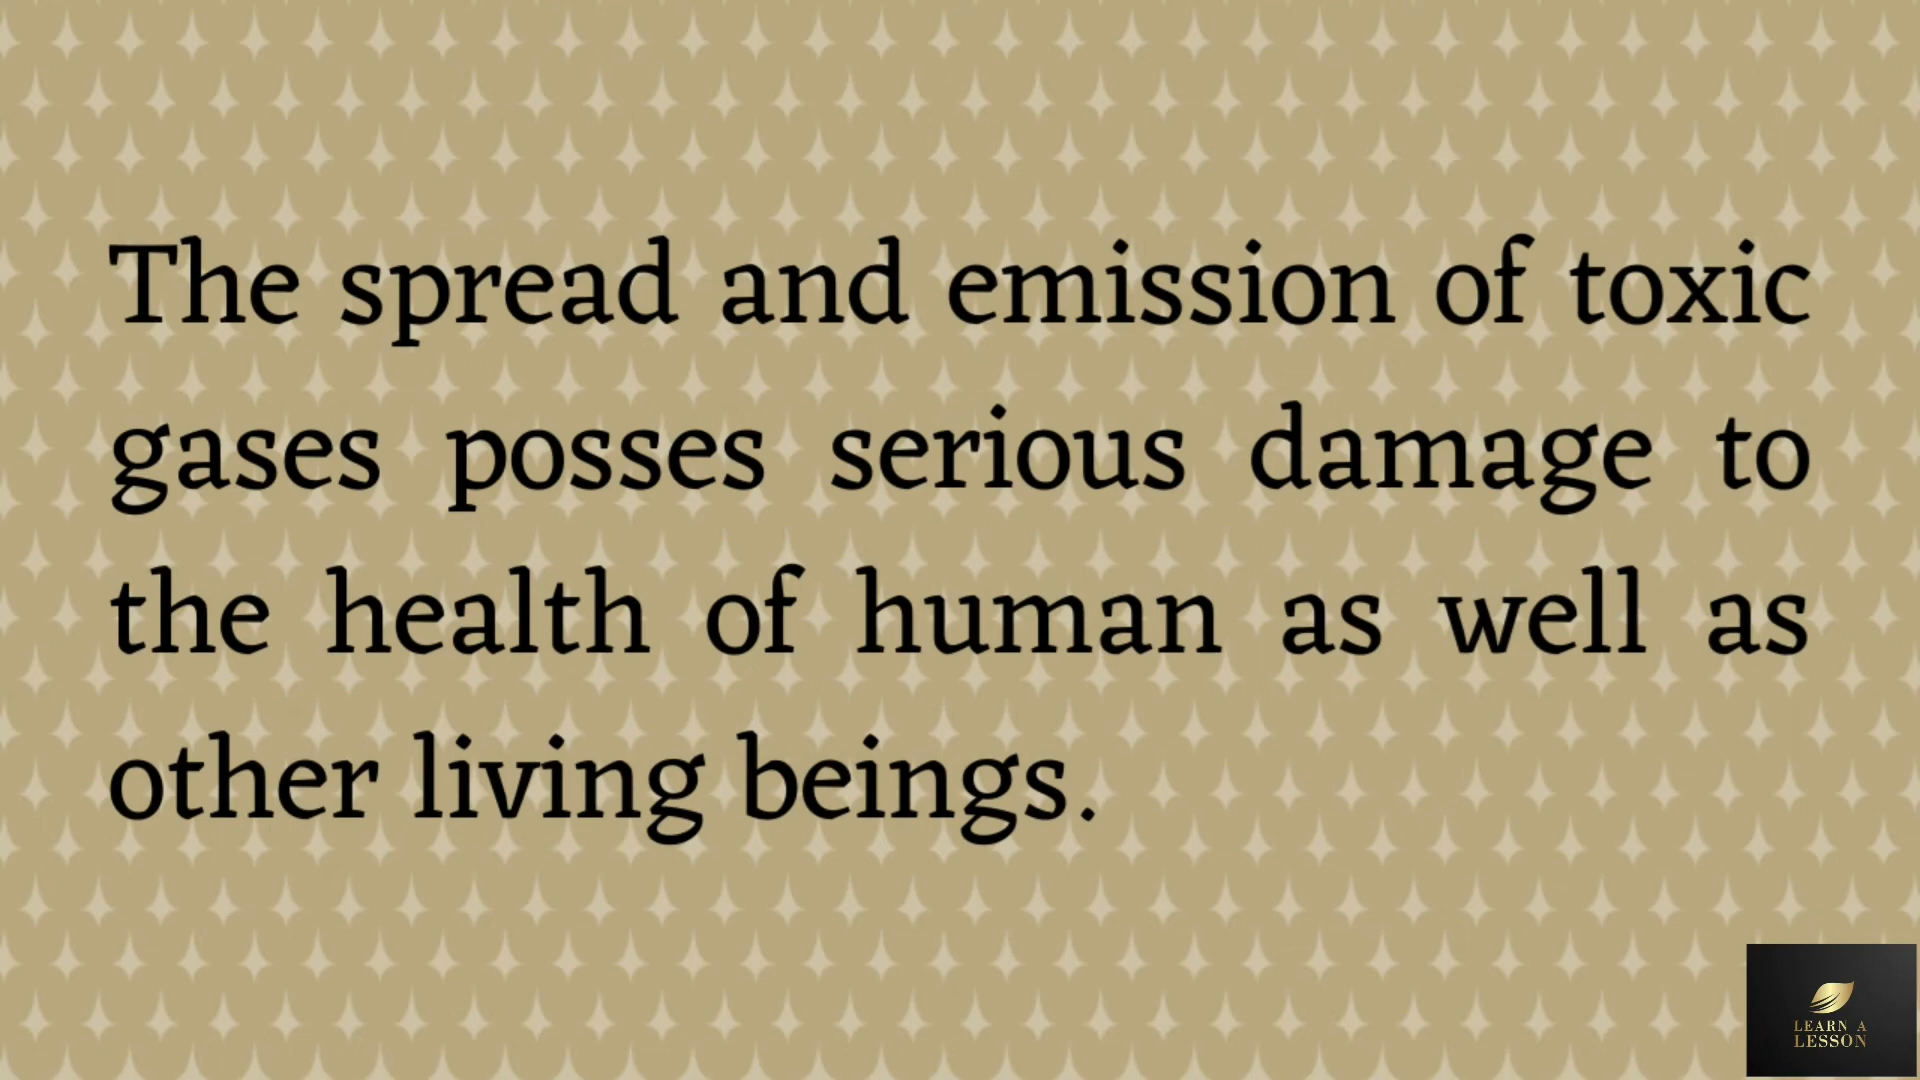 The spread and emission of toxic
gases posses serious damage to
the health of human as well as
other living beings.
LEARN A
LESSON